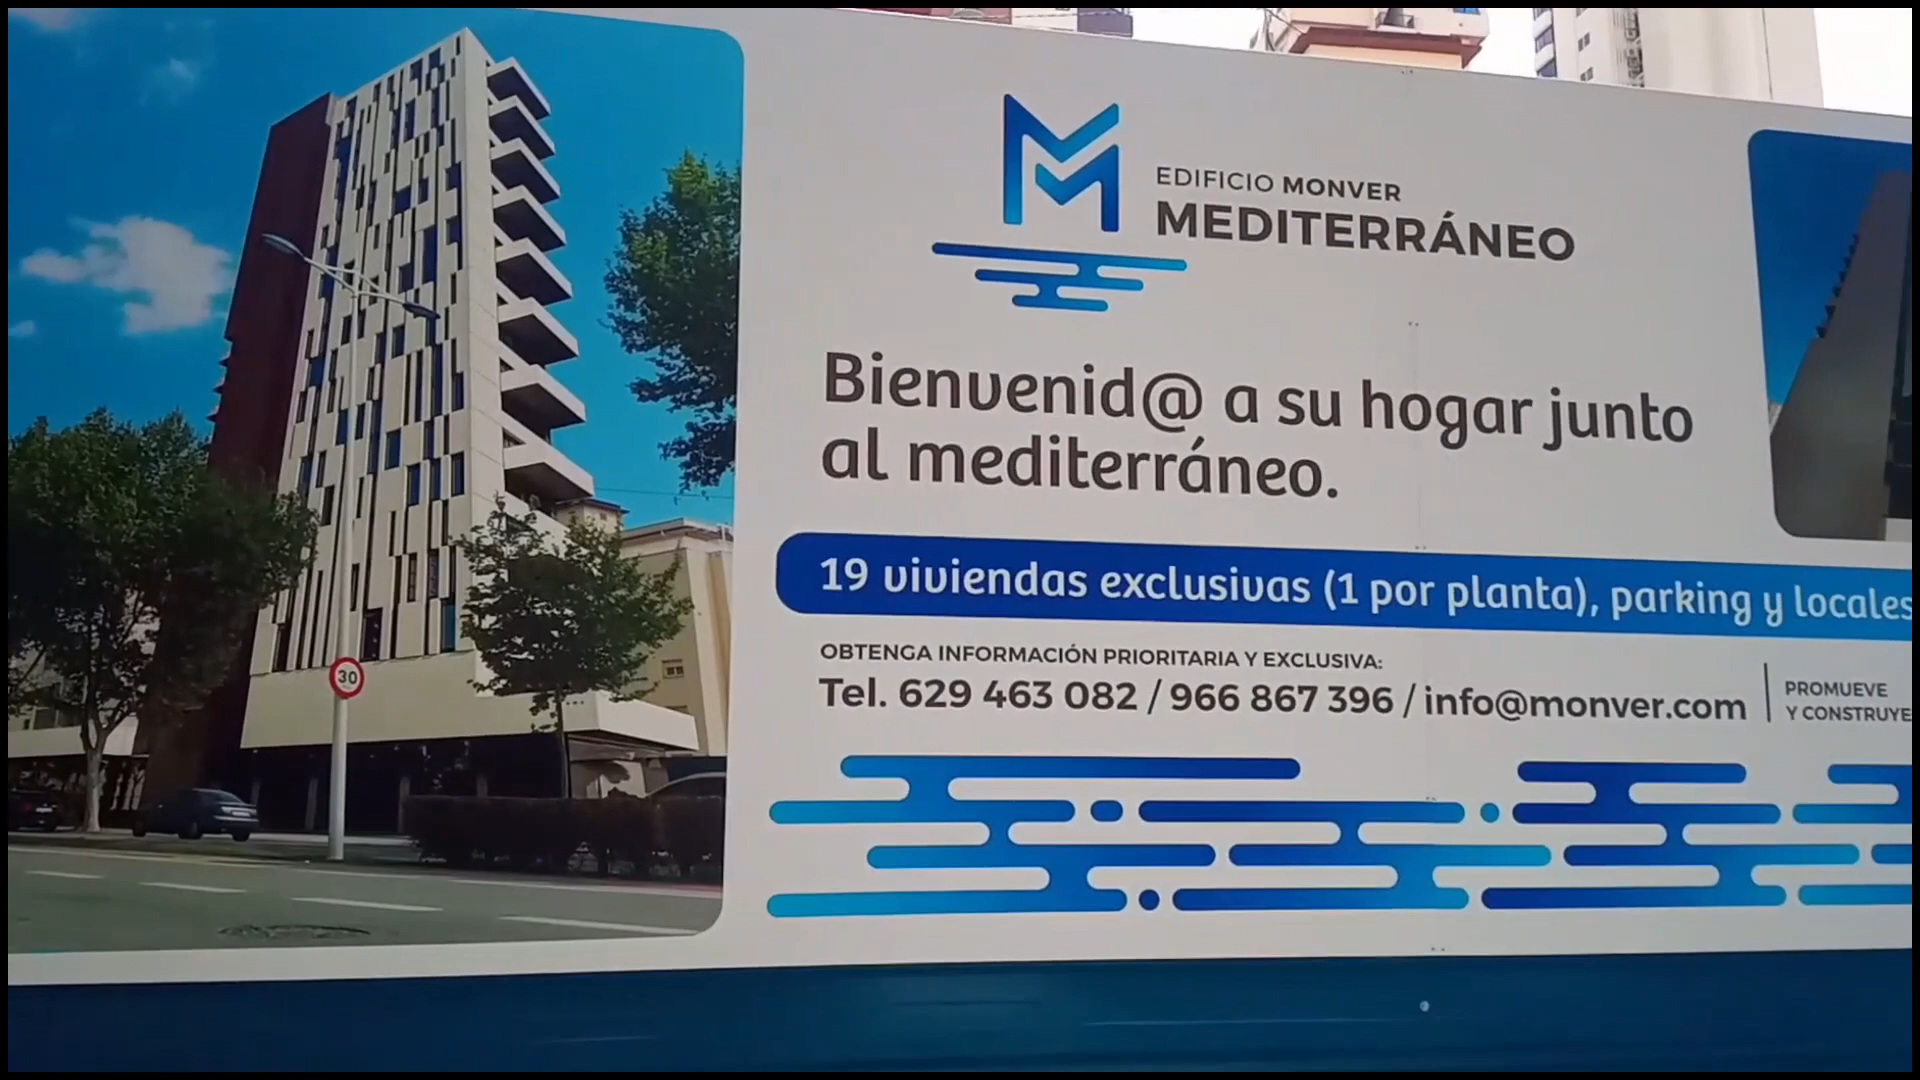 EDIFICIO MONVER
MEDITERRÁNEO
Bienvenid@ a su hogar junto
al mediterráneo.
19 viviendas exclusivas (1 por planta), parking y locales
OBTENGA INFORMACIÓN PRIORITARIA Y EXCLUSIVA:
Tel. 629 463 082 / 966 867 396 / info@monver.com
PROMUEVE
Y CONSTRUYE
30